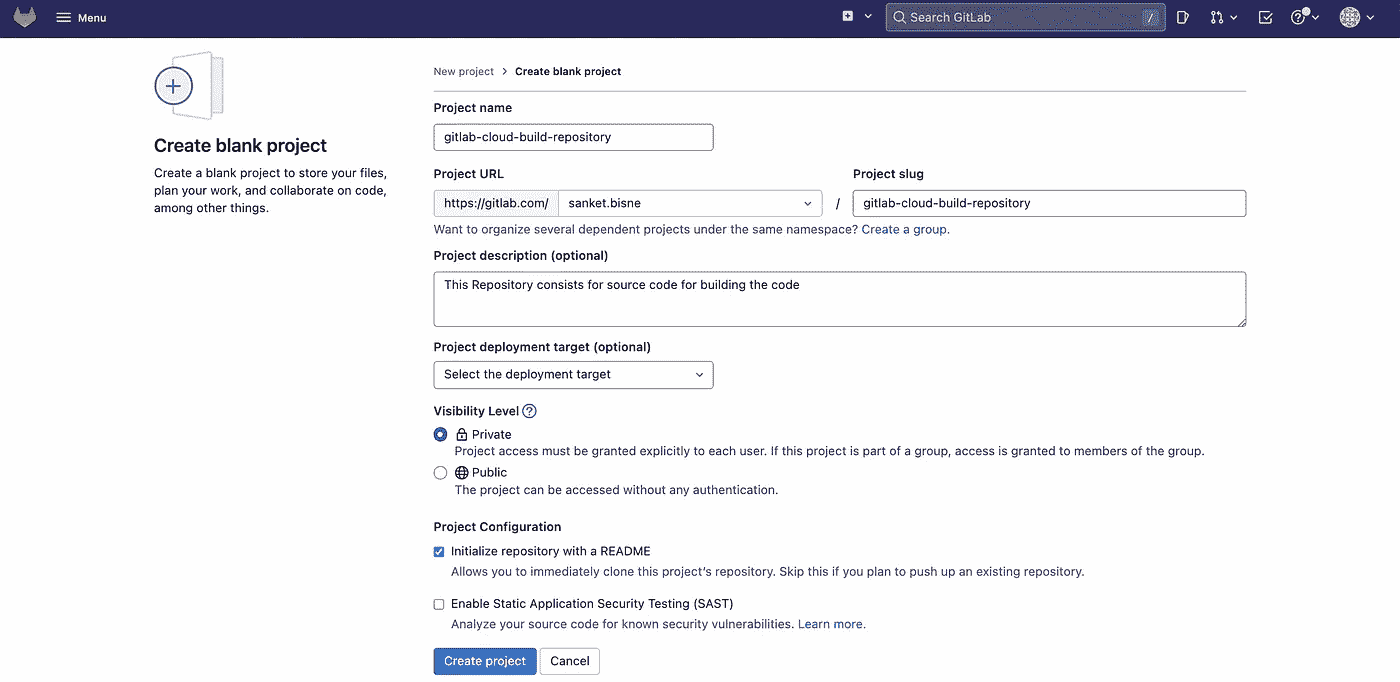 Menu
Search GitLab
/
New project > Create blank project
Create blank project
Create a blank project to store your files,
plan your work, and collaborate on code,
among other things.
Project name
gitlab-cloud-build-repository
Project URL
Project slug
https://gitlab.com/ sanket.bisne / gitlab-cloud-build-repository
Want to organize several dependent projects under the same namespace? Create a group.
Project description (optional)
This Repository consists for source code for building the code
Project deployment target (optional)
Select the deployment target
Visibility Level ?
Private
Project access must be granted explicitly to each user. If this project is part of a group, access is granted to members of the group.
Public
The project can be accessed without any authentication.
Project Configuration
Initialize repository with a README
Allows you to immediately clone this project's repository. Skip this if you plan to push up an existing repository.
Enable Static Application Security Testing (SAST)
Analyze your source code for known security vulnerabilities. Learn more.
Create project Cancel